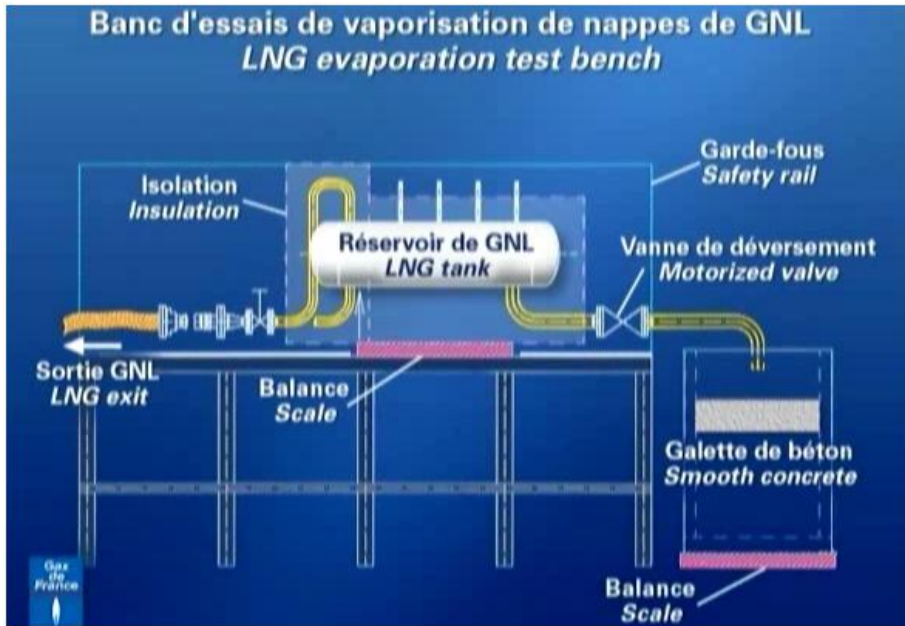 Banc d'essais de vaporisation de nappes de GNL
LNG evaporation test bench
Garde-fous
Safety rail
Isolation
Insulation
Réservoir de GNL
LNG tank
Vanne de déversement
Motorized valve
Sortie GNL
LNG exit
Balance
Scale
Galette de béton
Smooth concrete
Balance
Scale
Gaz
de
France